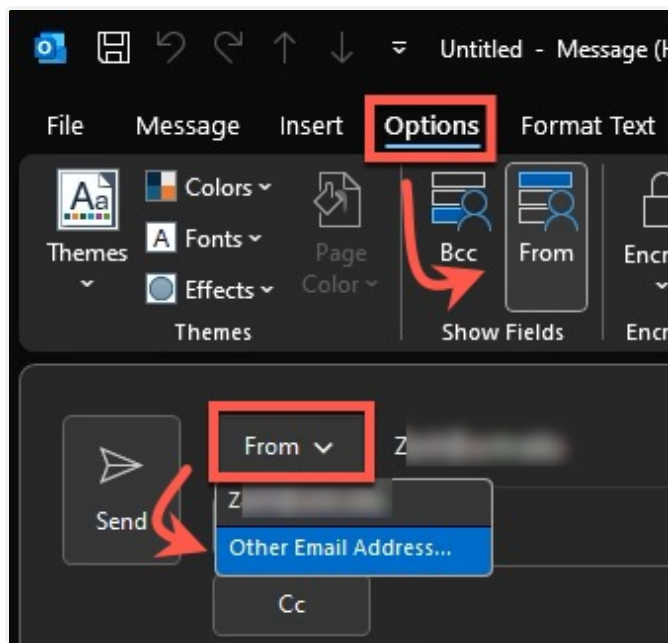 Untitled - Message (H
File Message Insert Options Format Text
Aa Colors
A Fonts
Themes Effects
Page Color
Bcc From Encr
Themes Show Fields Encr
From Z
Z
Send Other Email Address...
Cc